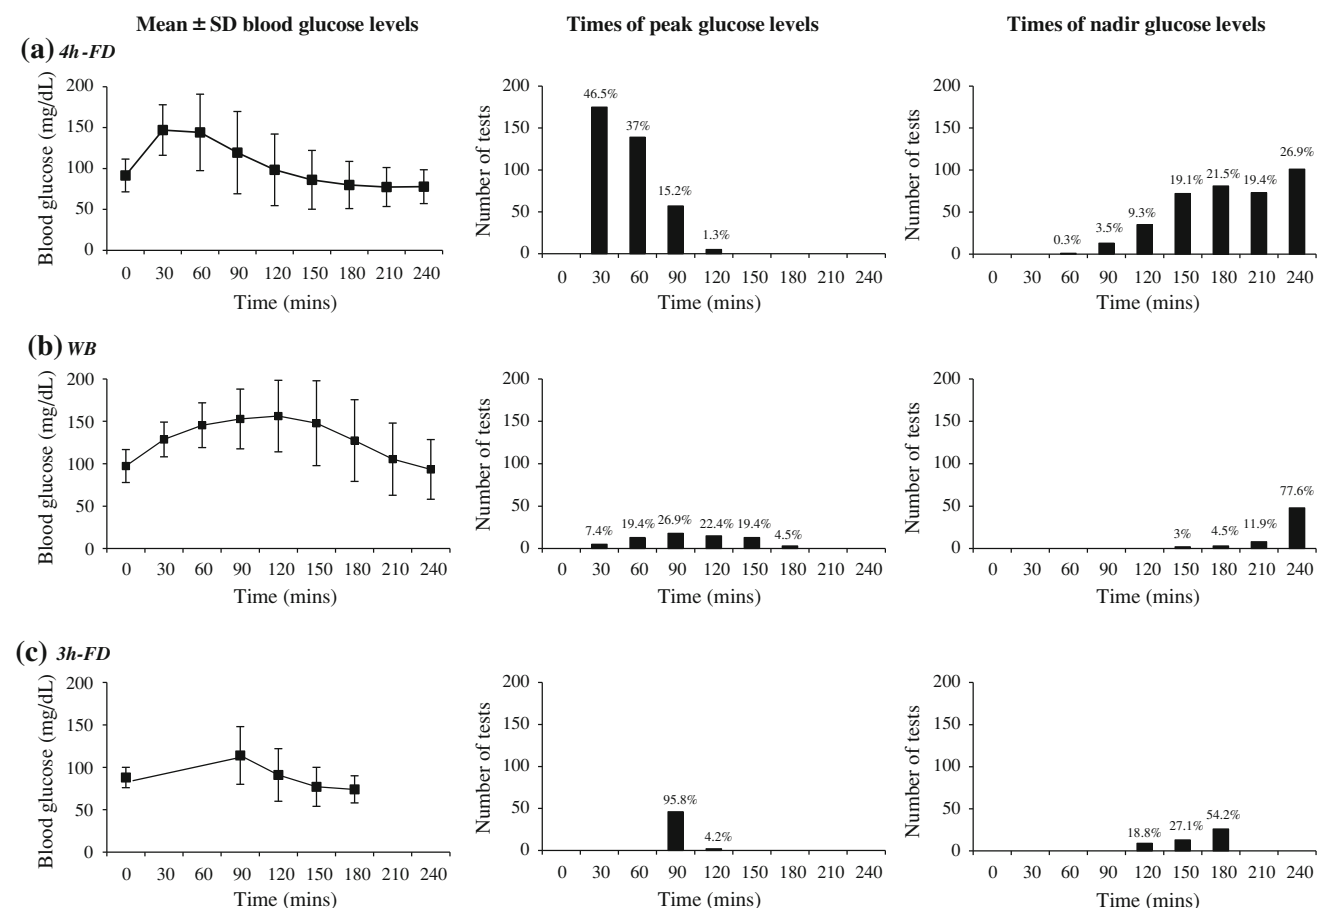 Mean ± SD blood glucose levels
Times of peak glucose levels
Times of nadir glucose levels
(a) 4h-FD
Blood glucose (mg/dL)
200
150
100
50
0
0 30 60 90 120 150 180 210 240
Time (mins)
Number of tests
200
150
100
50
0
46.5%
37%
15.2%
1.3%
0 30 60 90 120 150 180 210 240
Time (mins)
Number of tests
200
150
100
50
0
0.3%
3.5%
9.3%
19.1%
21.5%
19.4%
26.9%
0 30 60 90 120 150 180 210 240
Time (mins)
(b) WB
Blood glucose (mg/dL)
200
150
100
50
0
0 30 60 90 120 150 180 210 240
Time (mins)
Number of tests
200
150
100
50
0
7.4% 19.4% 26.9% 22.4% 19.4% 4.5%
0 30 60 90 120 150 180 210 240
Time (mins)
Number of tests
200
150
100
50
0
3%
4.5%
11.9%
77.6%
0 30 60 90 120 150 180 210 240
Time (mins)
(c) 3h-FD
Blood glucose (mg/dL)
200
150
100
50
0
0 30 60 90 120 150 180 210 240
Time (mins)
Number of tests
200
150
100
50
0
95.8%
4.2%
0 30 60 90 120 150 180 210 240
Time (mins)
Number of tests
200
150
100
50
0
18.8%
27.1%
54.2%
0 30 60 90 120 150 180 210 240
Time (mins)